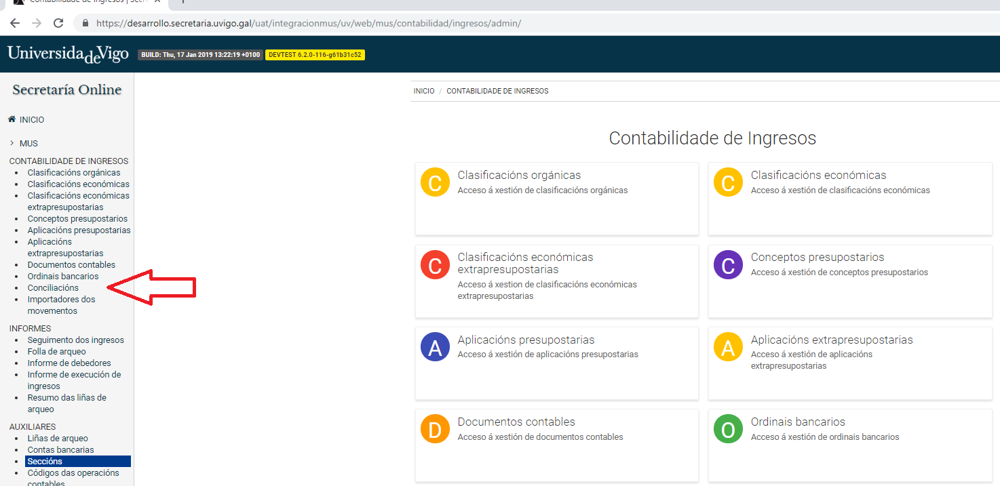 Contabilidade de Ingresos | Secr
https://desarrollo.secretaria.uvigo.gal/uat/integracionmus/uv/web/mus/contabilidad/ingresos/admin/
UniversidadeVigo
BUILD: Thu, 17 Jan 2019 13:22:19 +0100
DEVTEST 6.2.0-116-g61b31c52
Secretaría Online
INICIO
MUS
CONTABILIDADE DE INGRESOS
Clasificacións orgánicas
Clasificacións económicas
Clasificacións económicas
extrapresupostarias
Conceptos presupostarios
Aplicacións presupostarias
Aplicacións
extrapresupostarias
Documentos contables
Ordinais bancarios
Conciliacións
Importadores dos
movementos
INFORMES
Seguimento dos ingresos
Folla de arqueo
Informe de debedores
Informe de execución de
ingresos
Resumo das liñas de
arqueo
AUXILIARES
Liñas de arqueo
Contas bancarias
Seccións
Códigos das operacións
contables
INICIO / CONTABILIDADE DE INGRESOS
Contabilidade de Ingresos
C
Clasificacións orgánicas
Acceso á xestión de clasificacións orgánicas
C
Clasificacións económicas
Acceso á xestión de clasificacións económicas
C
Clasificacións económicas
extrapresupostarias
Acceso á xestion de clasificacións económicas
extrapresupostarias
C
Conceptos presupostarios
Acceso á xestión de conceptos presupostarios
A
Aplicacións presupostarias
Acceso á xestión de aplicacións presupostarias
A
Aplicacións extrapresupostarias
Acceso á xestión de aplicacións
extrapresupostarias
D
Documentos contables
Acceso á xestión de documentos contables
O
Ordinais bancarios
Acceso á xestión de ordinais bancarios